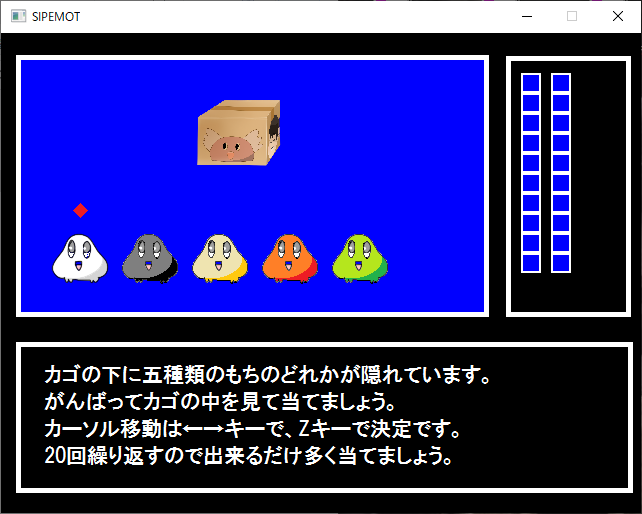 SIPEMOT
カゴの下に五種類のもちのどれかが隠れています。
がんばってカゴの中を見て当てましょう。
カーソル移動は←→キーで、Zキーで決定です。
20回繰り返すので出来るだけ多く当てましょう。